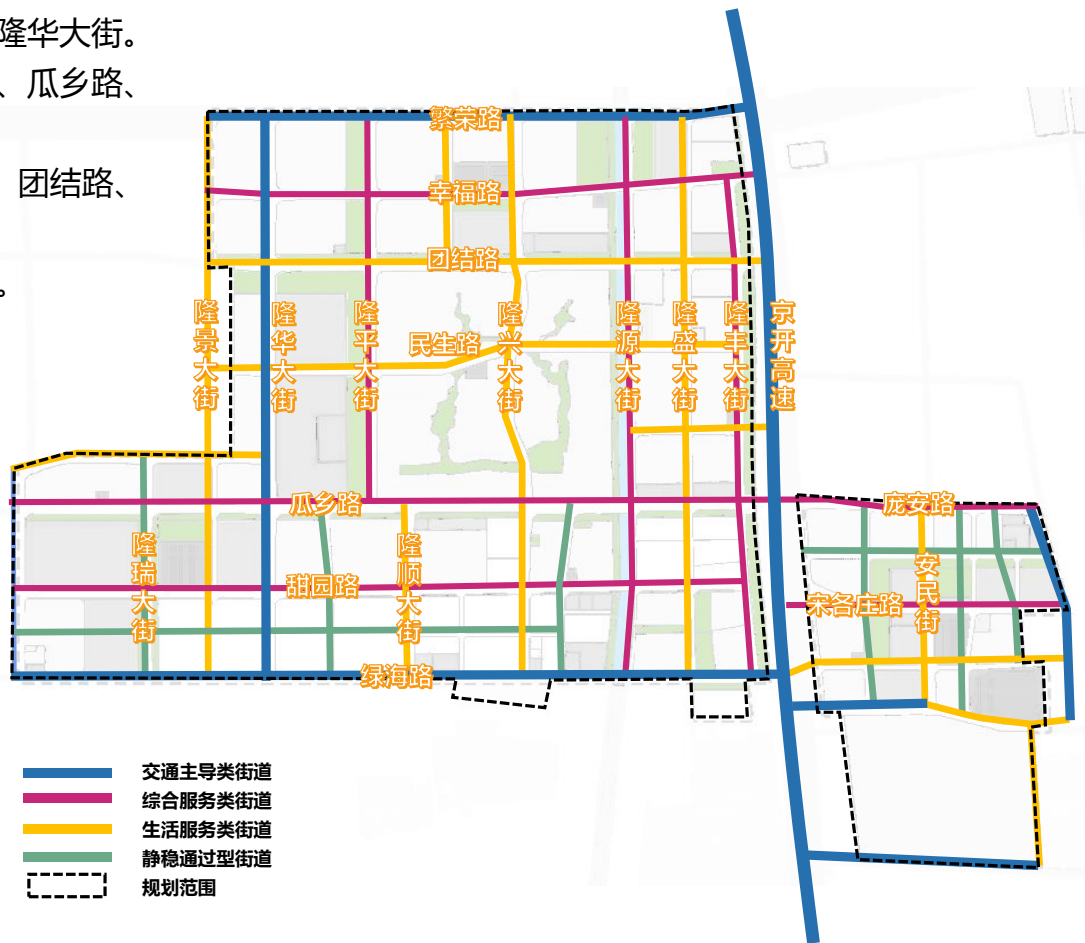 隆华大街。
、瓜乡路、
团结路、
。
繁荣路
幸福路
团结路
隆景大街
隆华大街
隆平大街
民生路
隆兴大街
隆源大街
隆盛大街
隆丰大街
京开高速
瓜乡路
庞安路
隆瑞大街
甜园路
隆顺大街
安民街
宋各庄路
绿海路
交通主导类街道
综合服务类街道
生活服务类街道
静稳通过型街道
规划范围